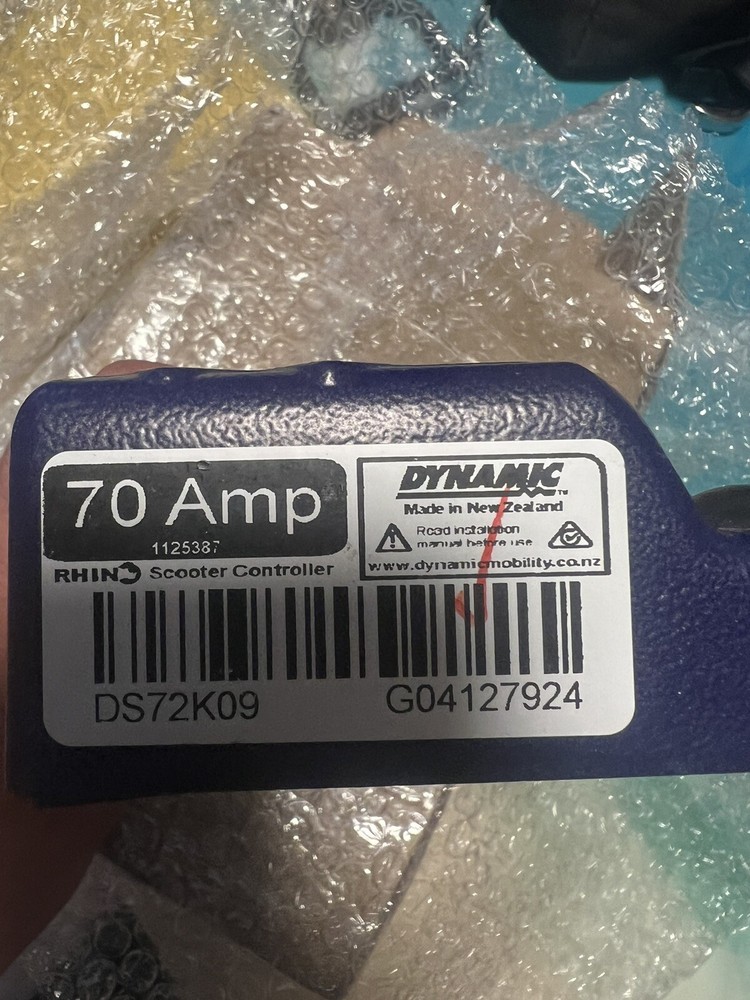 70 Amp
1125387
RHINO Scooter Controller
DYNAMIC™
Made in New Zealand
Read installation
manual before use
www.dynamicmobility.co.nz
DS72K09
G04127924